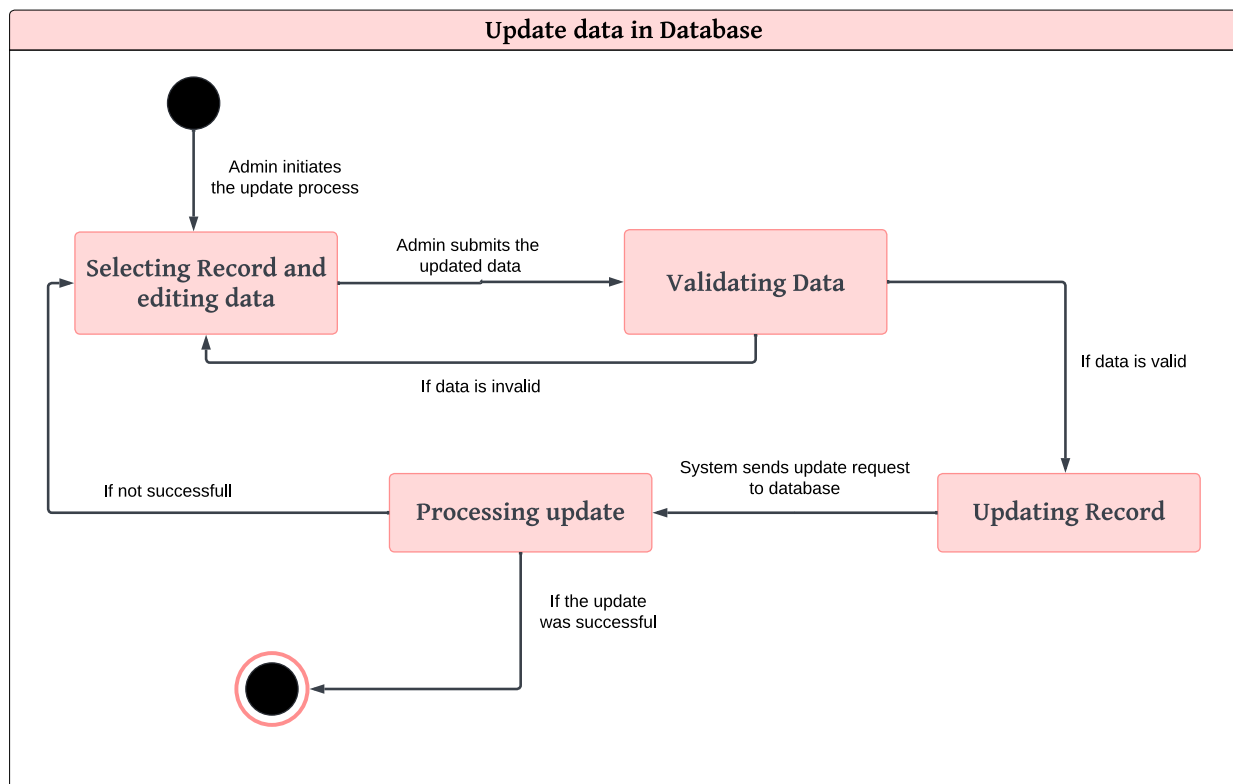 Update data in Database
Admin initiates
the update process
Selecting Record and
editing data
Admin submits the
updated data
Validating Data
If data is invalid
If data is valid
System sends update request
to database
Updating Record
Processing update
If not successfull
If the update
was successful